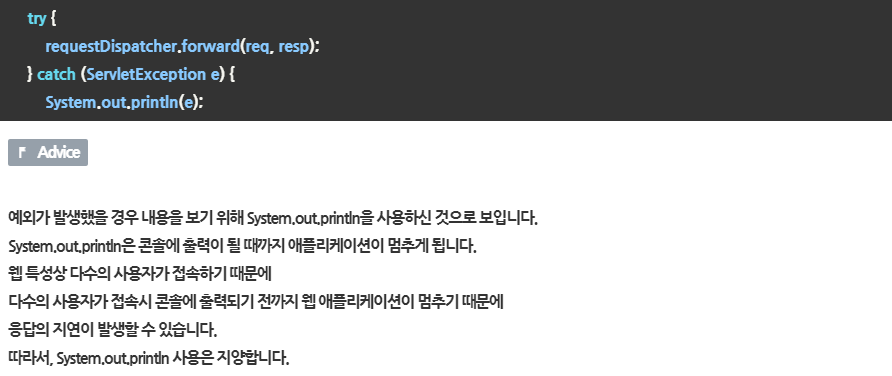 try {
requestDispatcher.forward(req, resp);
} catch (ServletException e) {
System.out.println(e);
Advice
예외가 발생했을 경우 내용을 보기 위해 System.out.println을 사용하신 것으로 보입니다.
System.out.println은 콘솔에 출력이 될 때까지 애플리케이션이 멈추게 됩니다.
웹 특성상 다수의 사용자가 접속하기 때문에
다수의 사용자가 접속시 콘솔에 출력되기 전까지 웹 애플리케이션이 멈추기 때문에
응답의 지연이 발생할 수 있습니다.
따라서, System.out.println 사용은 지양합니다.